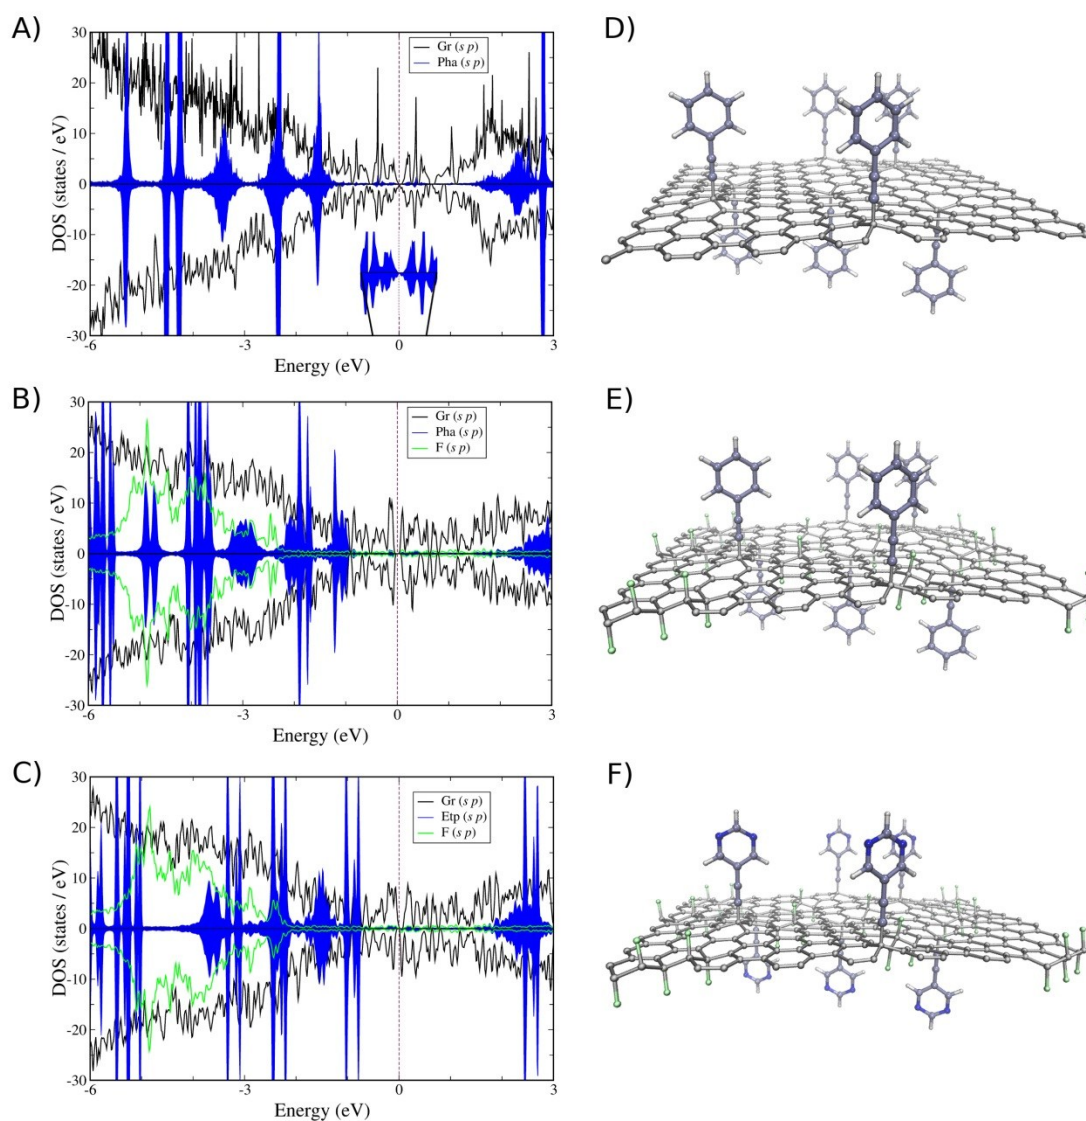 A)
30
20
10
0
-10
-20
-30
DOS (states / eV)
Gr (s p)
Pha (s p)
-6
-3
0
3
Energy (eV)
D)
B)
30
20
10
0
-10
-20
-30
DOS (states / eV)
Gr (s p)
Pha (s p)
F (s p)
-6
-3
0
3
Energy (eV)
E)
C)
30
20
10
0
-10
-20
-30
DOS (states / eV)
Gr (s p)
Etp (s p)
F (s p)
-6
-3
0
3
Energy (eV)
F)